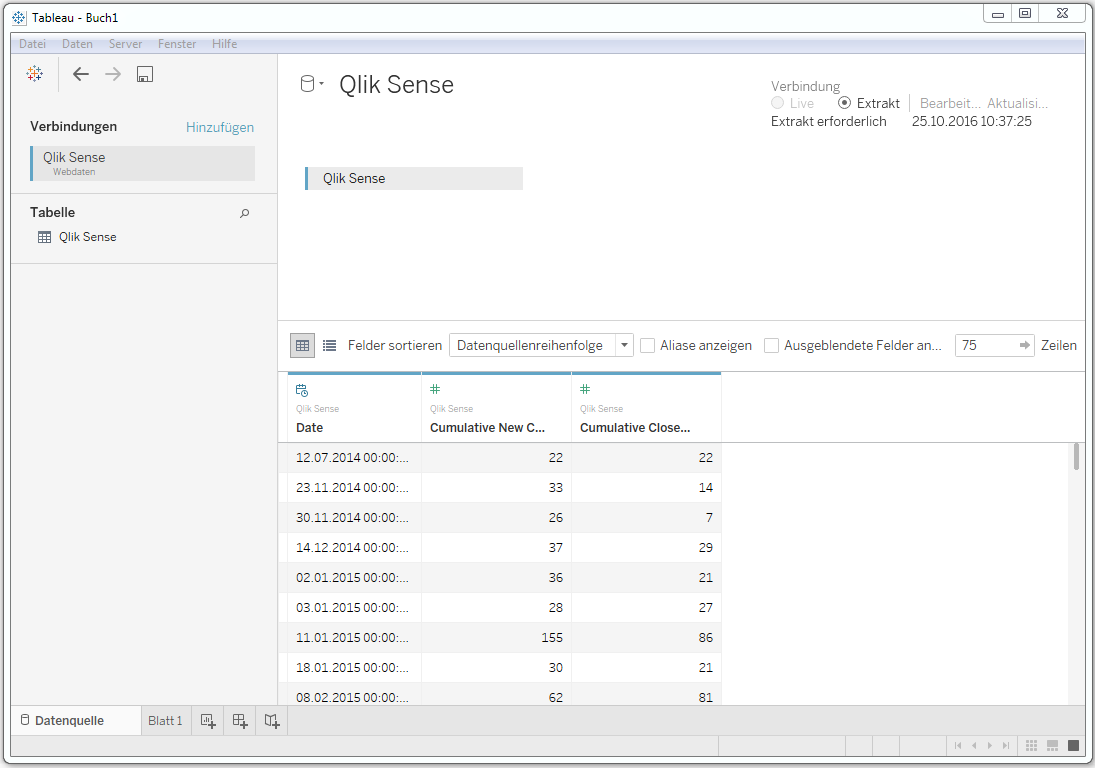 Tableau - Buch1
Datei Daten Server Fenster Hilfe
Qlik Sense
Verbindung
Live Extrakt Bearbeit... Aktualisi...
Extrakt erforderlich 25.10.2016 10:37:25
Verbindungen Hinzufügen
Qlik Sense
Webdaten
Tabelle
Qlik Sense
Qlik Sense
Felder sortieren Datenquellenreihenfolge Aliase anzeigen Ausgeblendete Felder an... 75 Zeilen
Qlik Sense Qlik Sense Qlik Sense
Date Cumulative New C... Cumulative Close...
12.07.2014 00:00:... 22 22
23.11.2014 00:00:... 33 14
30.11.2014 00:00:... 26 7
14.12.2014 00:00:... 37 29
02.01.2015 00:00:... 36 21
03.01.2015 00:00:... 28 27
11.01.2015 00:00:... 155 86
18.01.2015 00:00:... 30 21
08.02.2015 00:00:... 62 81
Datenquelle Blatt 1